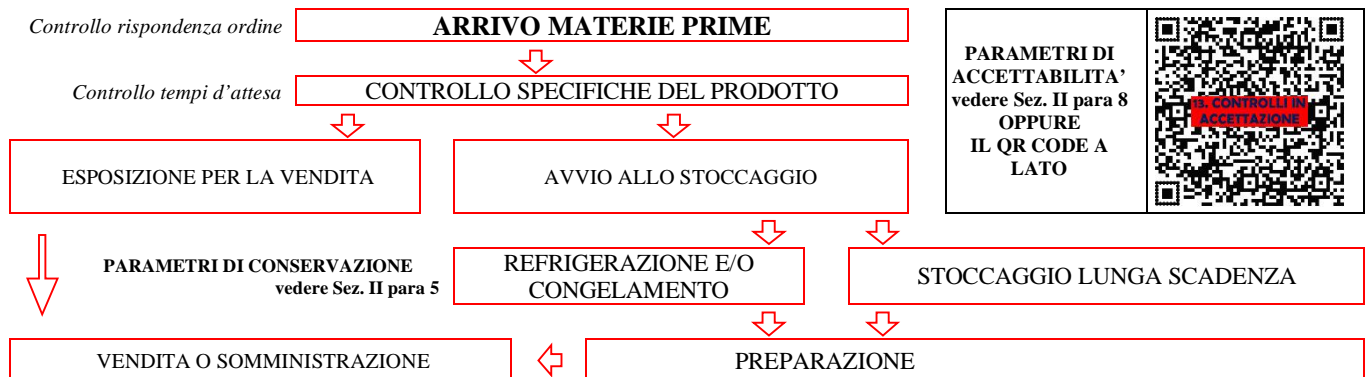 Controllo rispondenza ordine
ARRIVO MATERIE PRIME
Controllo tempi d'attesa
CONTROLLO SPECIFICHE DEL PRODOTTO
PARAMETRI DI
ACCETTABILITA'
vedere Sez. II para 8
OPPURE
IL QR CODE A
LATO
13. CONTROLLI IN
ACCETTAZIONE
ESPOSIZIONE PER LA VENDITA
AVVIO ALLO STOCCAGGIO
PARAMETRI DI CONSERVAZIONE
vedere Sez. II para 5
REFRIGERAZIONE E/O
CONGELAMENTO
STOCCAGGIO LUNGA SCADENZA
VENDITA O SOMMINISTRAZIONE
PREPARAZIONE